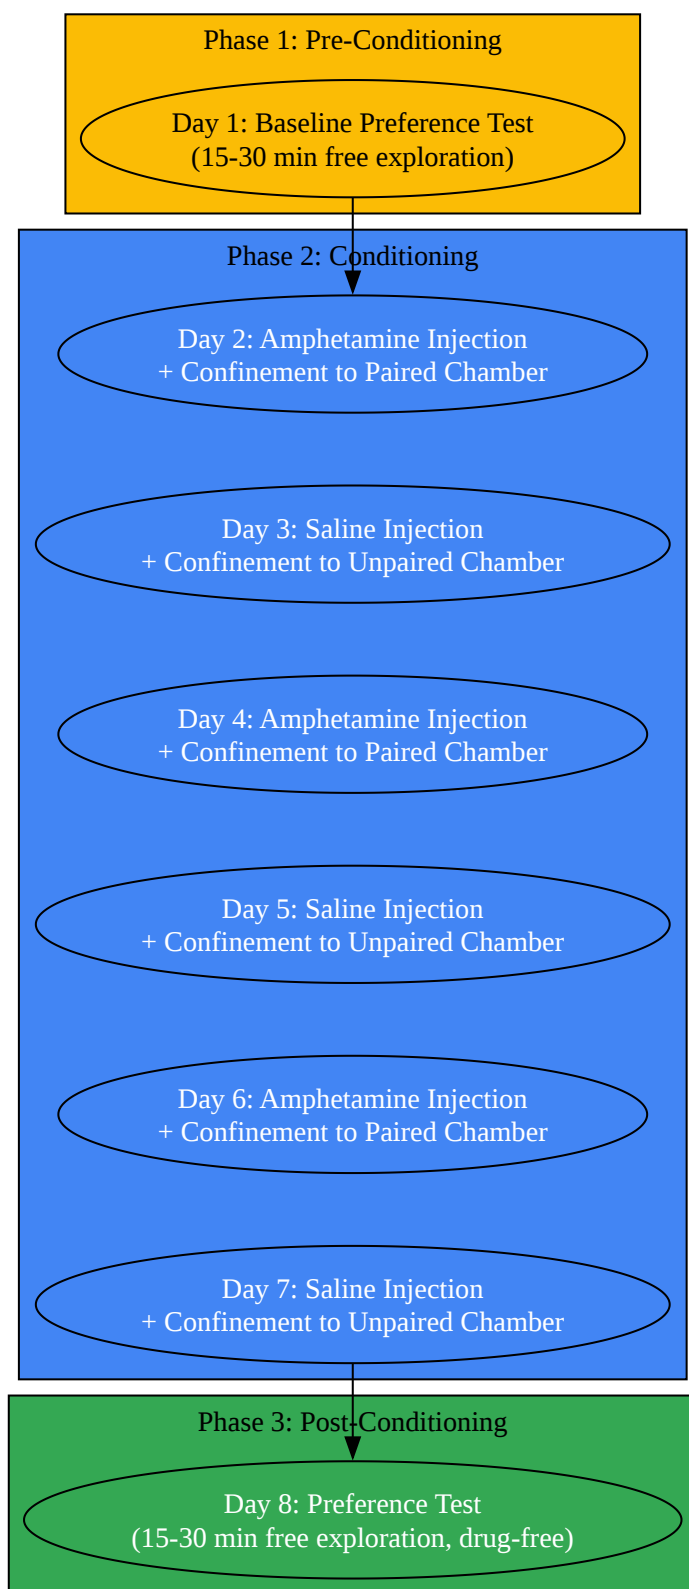 Phase 1: Pre-Conditioning
Day 1: Baseline Preference Test
(15-30 min free exploration)
Phase 2: Conditioning
Day 2: Amphetamine Injection
+ Confinement to Paired Chamber
Day 3: Saline Injection
+ Confinement to Unpaired Chamber
Day 4: Amphetamine Injection
+ Confinement to Paired Chamber
Day 5: Saline Injection
+ Confinement to Unpaired Chamber
Day 6: Amphetamine Injection
+ Confinement to Paired Chamber
Day 7: Saline Injection
+ Confinement to Unpaired Chamber
Phase 3: Post-Conditioning
Day 8: Preference Test
(15-30 min free exploration, drug-free)